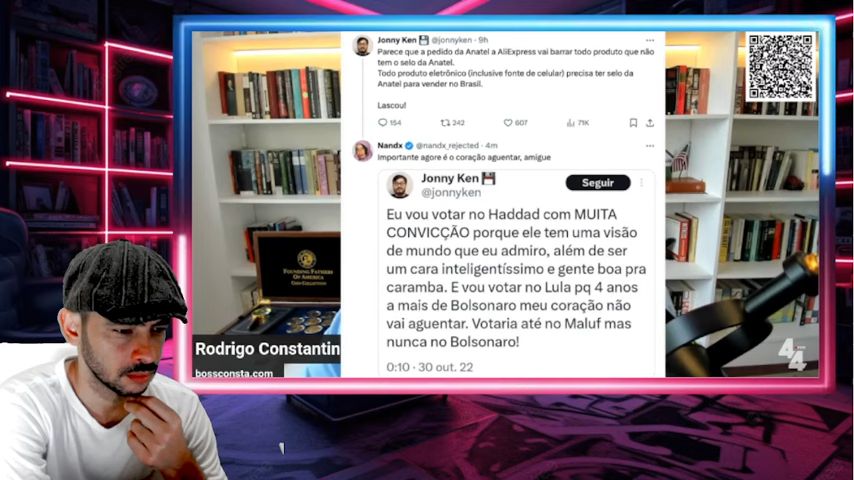 Jonny Ken @jonnyken · 9h
Parece que a pedido da Anatel a AliExpress vai barrar todo produto que não
tem o selo da Anatel.
Todo produto eletrônico (inclusive fonte de celular) precisa ter selo da
Anatel para vender no Brasil.
Lascou!
154 242 607 71K
Nandx @nandx_rejected · 4m
Importante agore é o coração aguentar, amigue
Jonny Ken
@jonnyken
Seguir
Eu vou votar no Haddad com MUITA
CONVICÇÃO porque ele tem uma visão
de mundo que eu admiro, além de ser
um cara inteligentíssimo e gente boa pra
caramba. E vou votar no Lula pq 4 anos
a mais de Bolsonaro meu coração não
vai aguentar. Votaria até no Maluf mas
nunca no Bolsonaro!
0:10 · 30 out. 22
FOUNDING FATHERS
OF AMERICA
COIN COLLECTION
Rodrigo Constantin
bossconsta.com
4 4